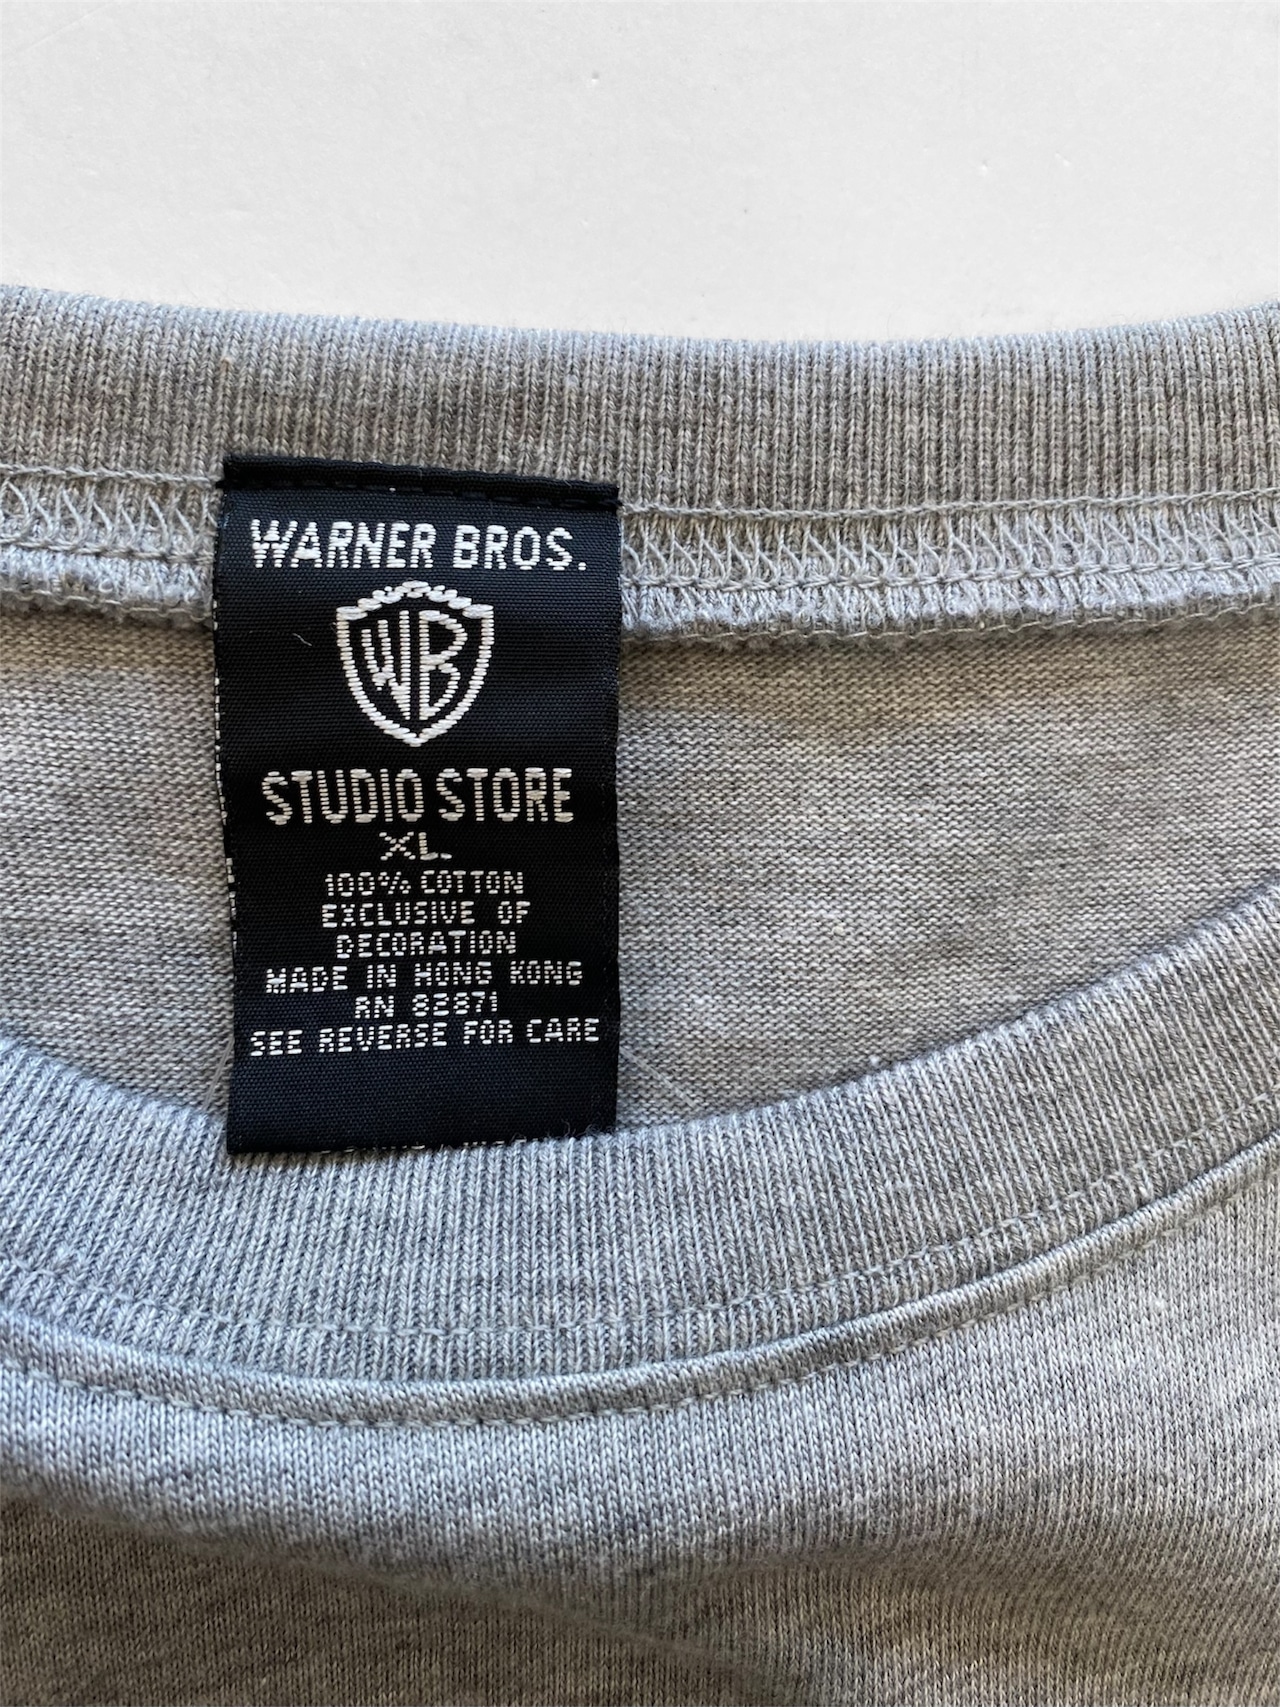 WARNER BROS.
WB
STUDIO STORE
XL.
100% COTTON
EXCLUSIVE OF
DECORATION
MADE IN HONG KONG
RN 83871
SEE REVERSE FOR CARE